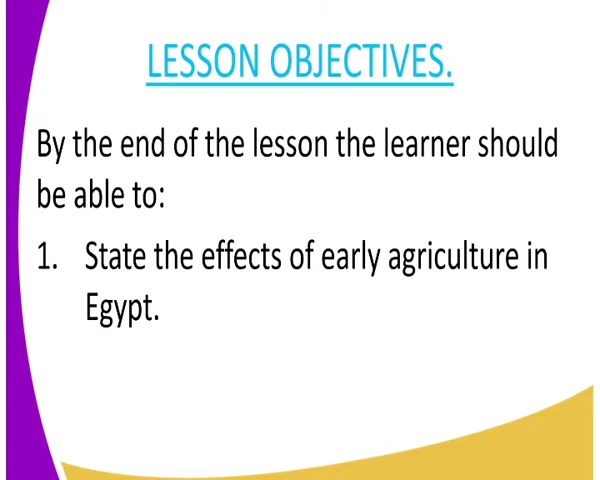 LESSON OBJECTIVES.
By the end of the lesson the learner should
be able to:
1. State the effects of early agriculture in
Egypt.